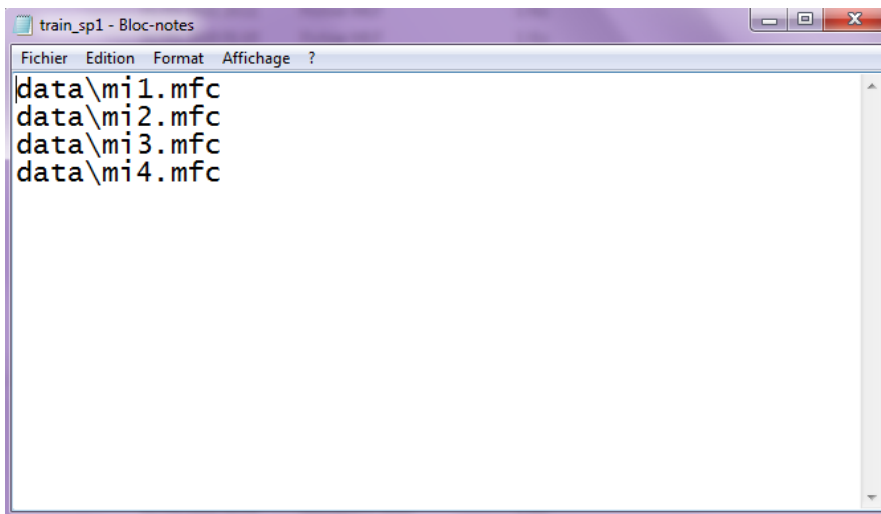 train_sp1 - Bloc-notes
Fichier Edition Format Affichage ?
data\mi1.mfc
data\mi2.mfc
data\mi3.mfc
data\mi4.mfc